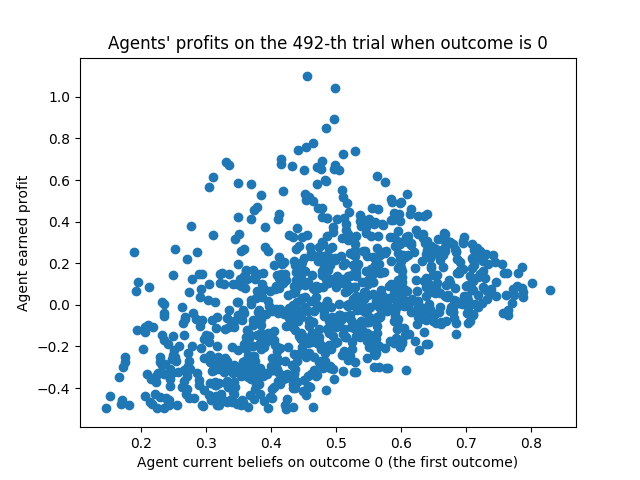 Agents' profits on the 492-th trial when outcome is 0
1.0
0.8
0.6
0.4
0.2
0.0
−0.2
−0.4
Agent earned profit
0.2 0.3 0.4 0.5 0.6 0.7 0.8
Agent current beliefs on outcome 0 (the first outcome)